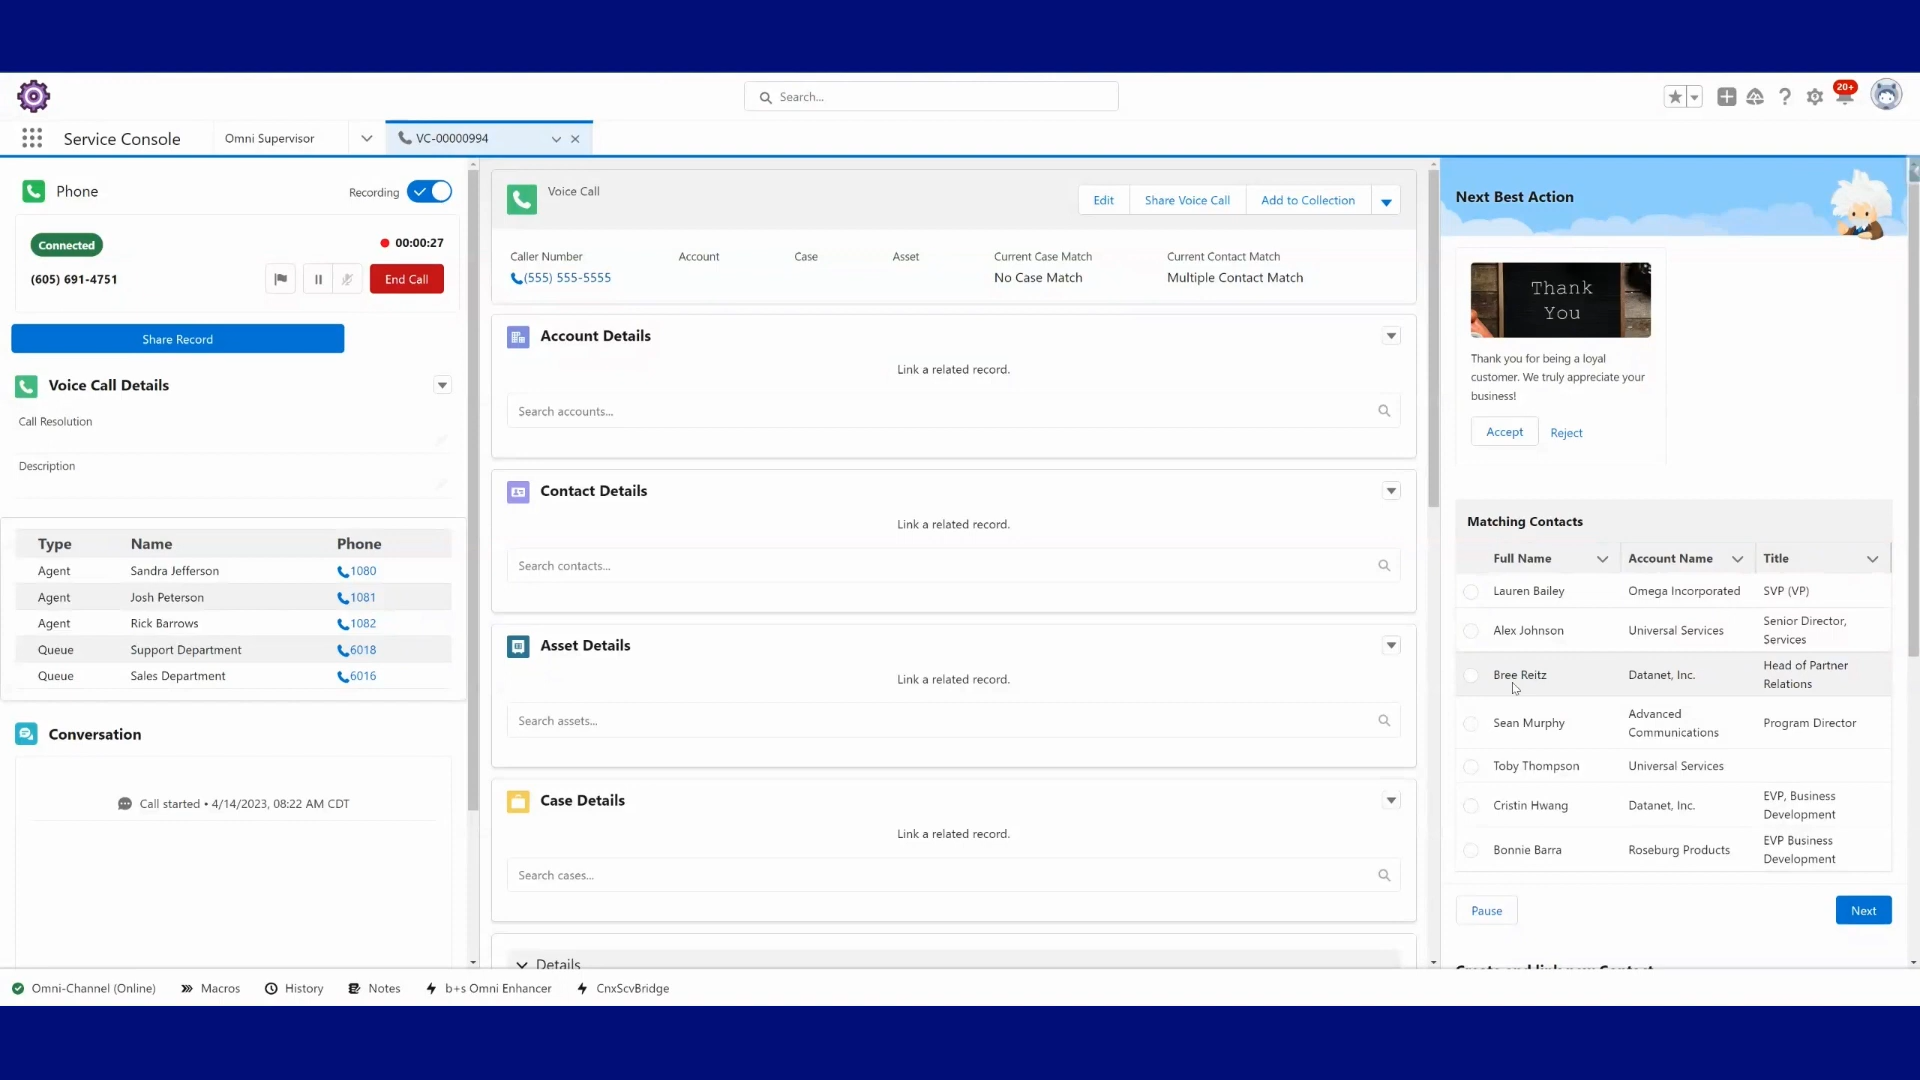 Search...
20+
Service Console
Omni Supervisor
VC-00000994
Phone
Recording
Connected
00:00:27
(605) 691-4751
End Call
Share Record
Voice Call Details
Call Resolution
Description
Type Name Phone
Agent Sandra Jefferson 1080
Agent Josh Peterson 1081
Agent Rick Barrows 1082
Queue Support Department 6018
Queue Sales Department 6016
Conversation
Call started • 4/14/2023, 08:22 AM CDT
Voice Call
Edit
Share Voice Call
Add to Collection
Caller Number Account Case Asset Current Case Match Current Contact Match
(555) 555-5555 No Case Match Multiple Contact Match
Account Details
Link a related record.
Search accounts...
Contact Details
Link a related record.
Search contacts...
Asset Details
Link a related record.
Search assets...
Case Details
Link a related record.
Search cases...
Details
Next Best Action
Thank
You
Thank you for being a loyal
customer. We truly appreciate your
business!
Accept
Reject
Matching Contacts
Full Name Account Name Title
Lauren Bailey Omega Incorporated SVP (VP)
Alex Johnson Universal Services Senior Director,
Services
Bree Reitz Datanet, Inc. Head of Partner
Relations
Sean Murphy Advanced
Communications Program Director
Toby Thompson Universal Services
Cristin Hwang Datanet, Inc. EVP, Business
Development
Bonnie Barra Roseburg Products EVP Business
Development
Pause
Next
Create and link new Contact
Omni-Channel (Online)
Macros
History
Notes
b+s Omni Enhancer
CnxScvBridge